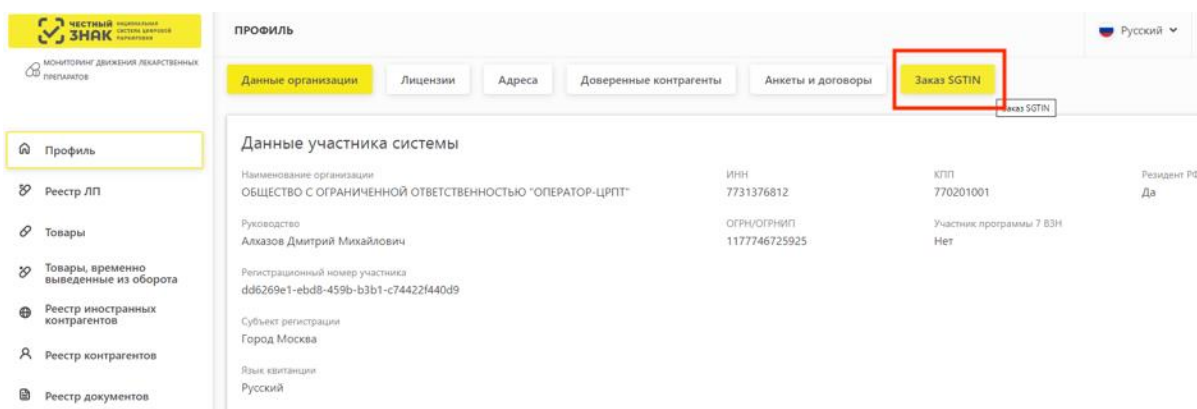 ЧЕСТНЫЙ ЗНАК НАЦИОНАЛЬНАЯ СИСТЕМА ЦИФРОВОЙ МАРКИРОВКИ
МОНИТОРИНГ ДВИЖЕНИЯ ЛЕКАРСТВЕННЫХ
ПРЕПАРАТОВ
ПРОФИЛЬ
Русский
Данные организации
Лицензии
Адреса
Доверенные контрагенты
Анкеты и договоры
Заказ SGTIN
Заказ SGTIN
Профиль
Реестр ЛП
Товары
Товары, временно
выведенные из оборота
Реестр иностранных
контрагентов
Реестр контрагентов
Реестр документов
Данные участника системы
Наименование организации
ОБЩЕСТВО С ОГРАНИЧЕННОЙ ОТВЕТСТВЕННОСТЬЮ "ОПЕРАТОР-ЦРПТ"
ИНН
7731376812
КПП
770201001
Резидент РФ
Да
Руководство
Алхазов Дмитрий Михайлович
ОГРН/ОГРНИП
1177746725925
Участник программы 7 ВЗН
Нет
Регистрационный номер участника
dd6269e1-ebd8-459b-b3b1-c74422f440d9
Субъект регистрации
Город Москва
Язык квитанции
Русский